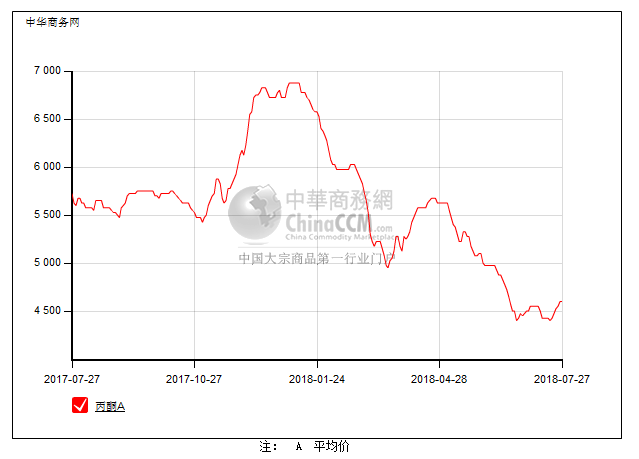 中华商务网
7 000
6 500
6 000
5 500
5 000
4 500
中華商務網
ChinaCCM.com
China Commodity Marketplace
中国大宗商品第一行业门户
2017-07-27
2017-10-27
2018-01-24
2018-04-28
2018-07-27
丙酮A
注： A 平均价